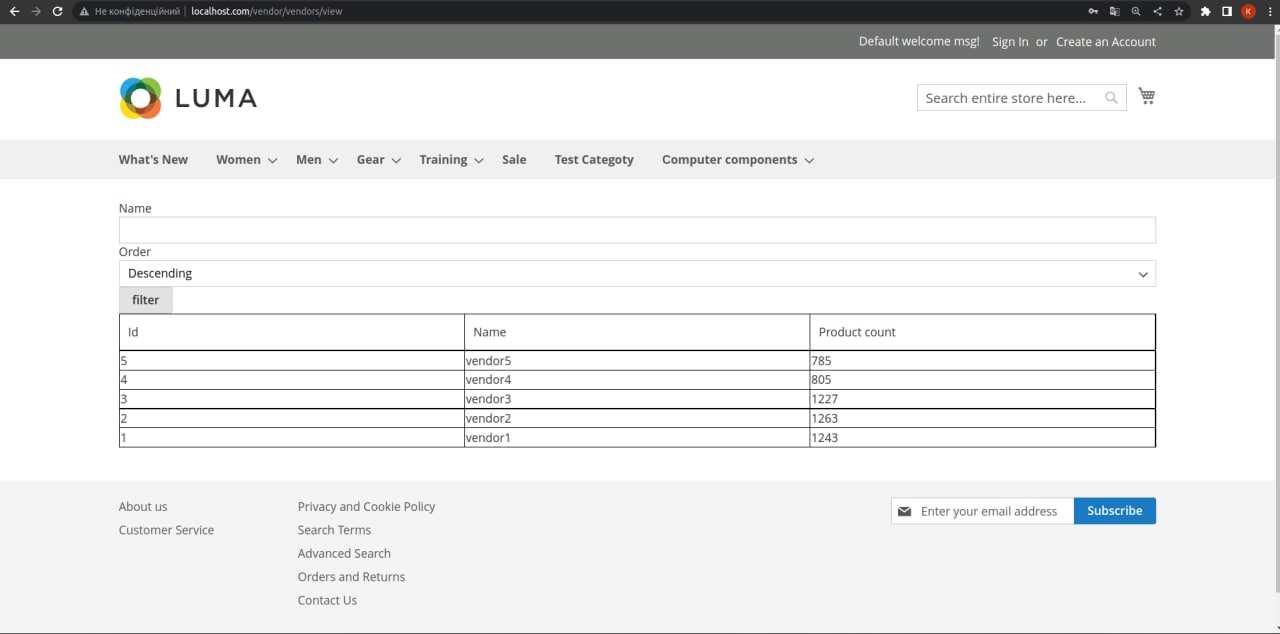 Не конфіденційний | localhost.com/vendor/vendors/view K
Default welcome msg! Sign In or Create an Account
LUMA
Search entire store here...
What's New Women Men Gear Training Sale Test Categoty Computer components
Name
Order
Descending
filter
Id Name Product count
5 vendor5 785
4 vendor4 805
3 vendor3 1227
2 vendor2 1263
1 vendor1 1243
About us
Customer Service
Privacy and Cookie Policy
Search Terms
Advanced Search
Orders and Returns
Contact Us
Enter your email address Subscribe